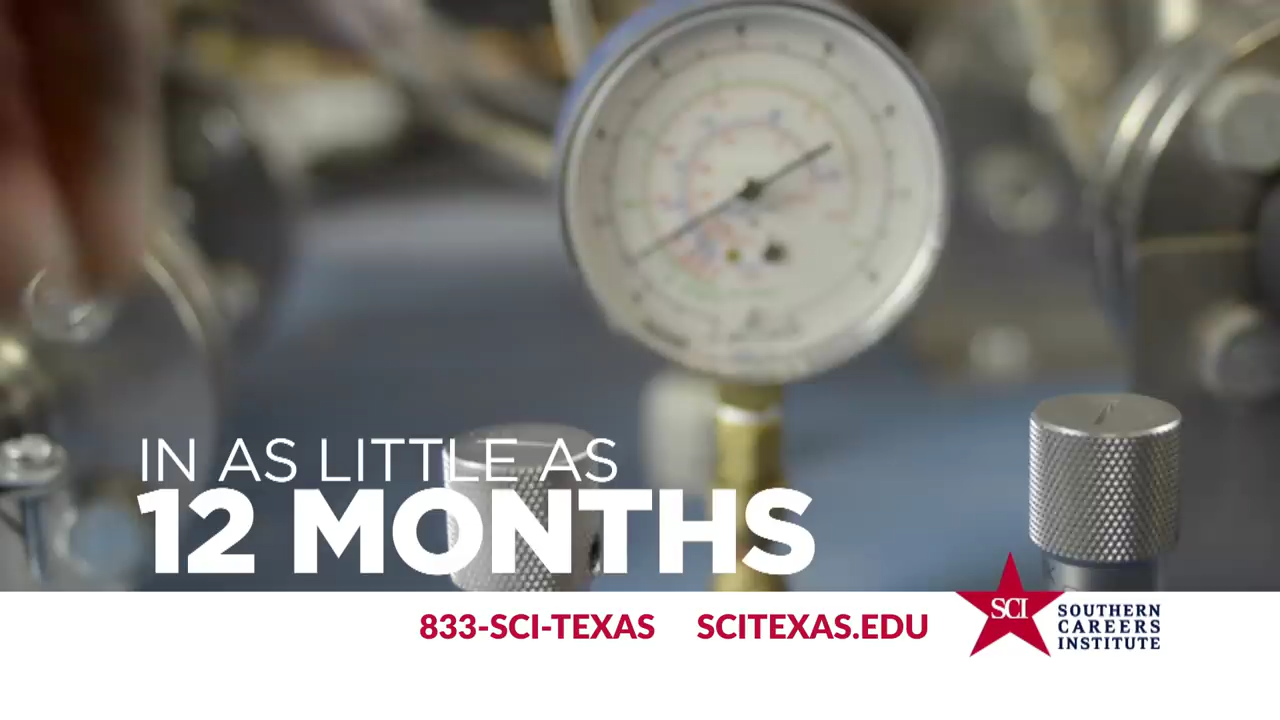 IN AS LITTLE AS
12 MONTHS
833-SCI-TEXAS SCITEXAS.EDU
SCI
SOUTHERN
CAREERS
INSTITUTE